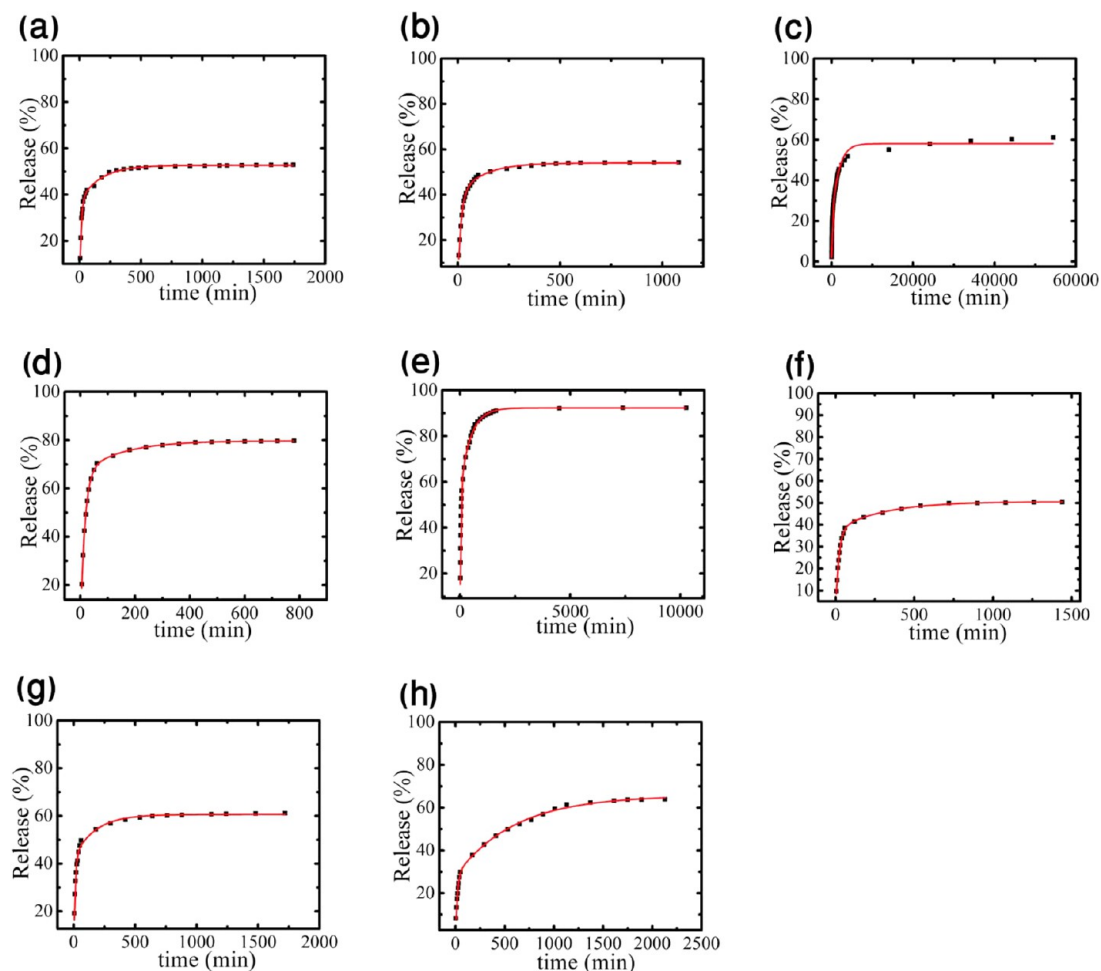 (a)
Release (%)
100
80
60
40
20
0 500 1000 1500 2000
time (min)
(b)
Release (%)
100
80
60
40
20
0 500 1000
time (min)
(c)
Release (%)
100
80
60
40
20
0
0 20000 40000 60000
time (min)
(d)
Release (%)
100
80
60
40
20
0 200 400 600 800
time (min)
(e)
Release (%)
100
80
60
40
20
0 5000 10000
time (min)
(f)
Release (%)
100
90
80
70
60
50
40
30
20
10
0 500 1000 1500
time (min)
(g)
Release (%)
100
80
60
40
20
0 500 1000 1500 2000
time (min)
(h)
Release (%)
100
80
60
40
20
0
0 500 1000 1500 2000 2500
time (min)